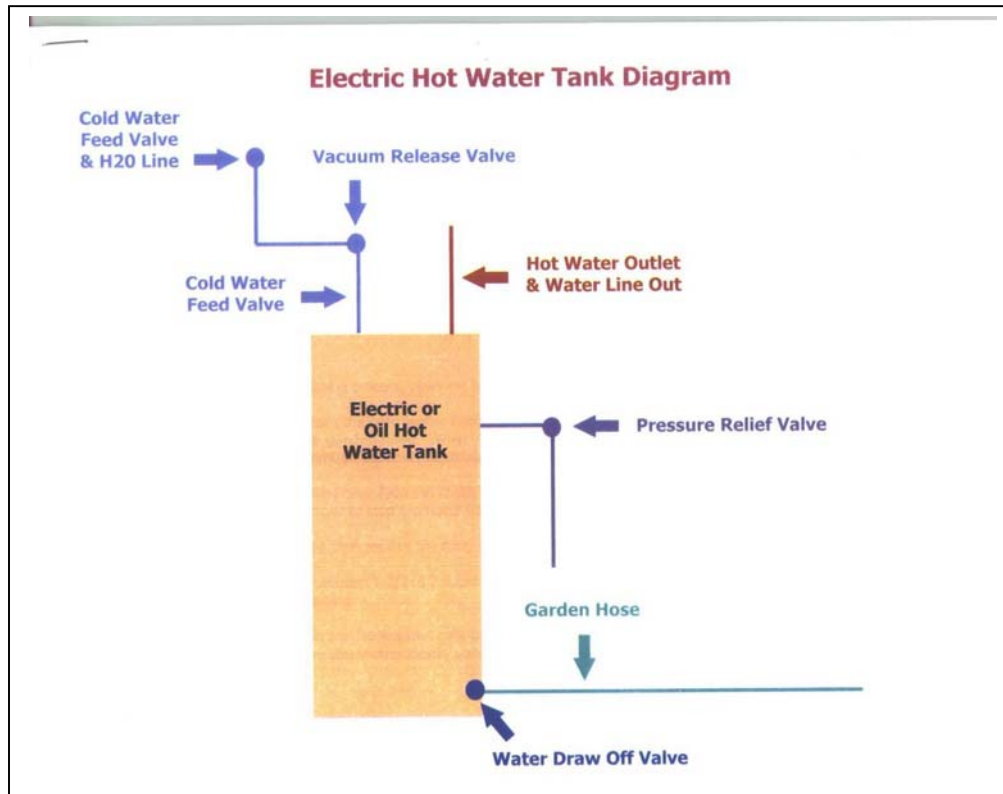 Electric Hot Water Tank Diagram
Cold Water
Feed Valve
& H20 Line
Vacuum Release Valve
Cold Water
Feed Valve
Hot Water Outlet
& Water Line Out
Electric or
Oil Hot
Water Tank
Pressure Relief Valve
Garden Hose
Water Draw Off Valve